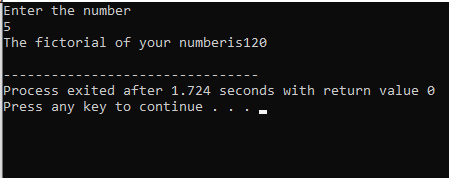 Enter the number
5
The fictorial of your numberis120
--------------------------------
Process exited after 1.724 seconds with return value 0
Press any key to continue . . .